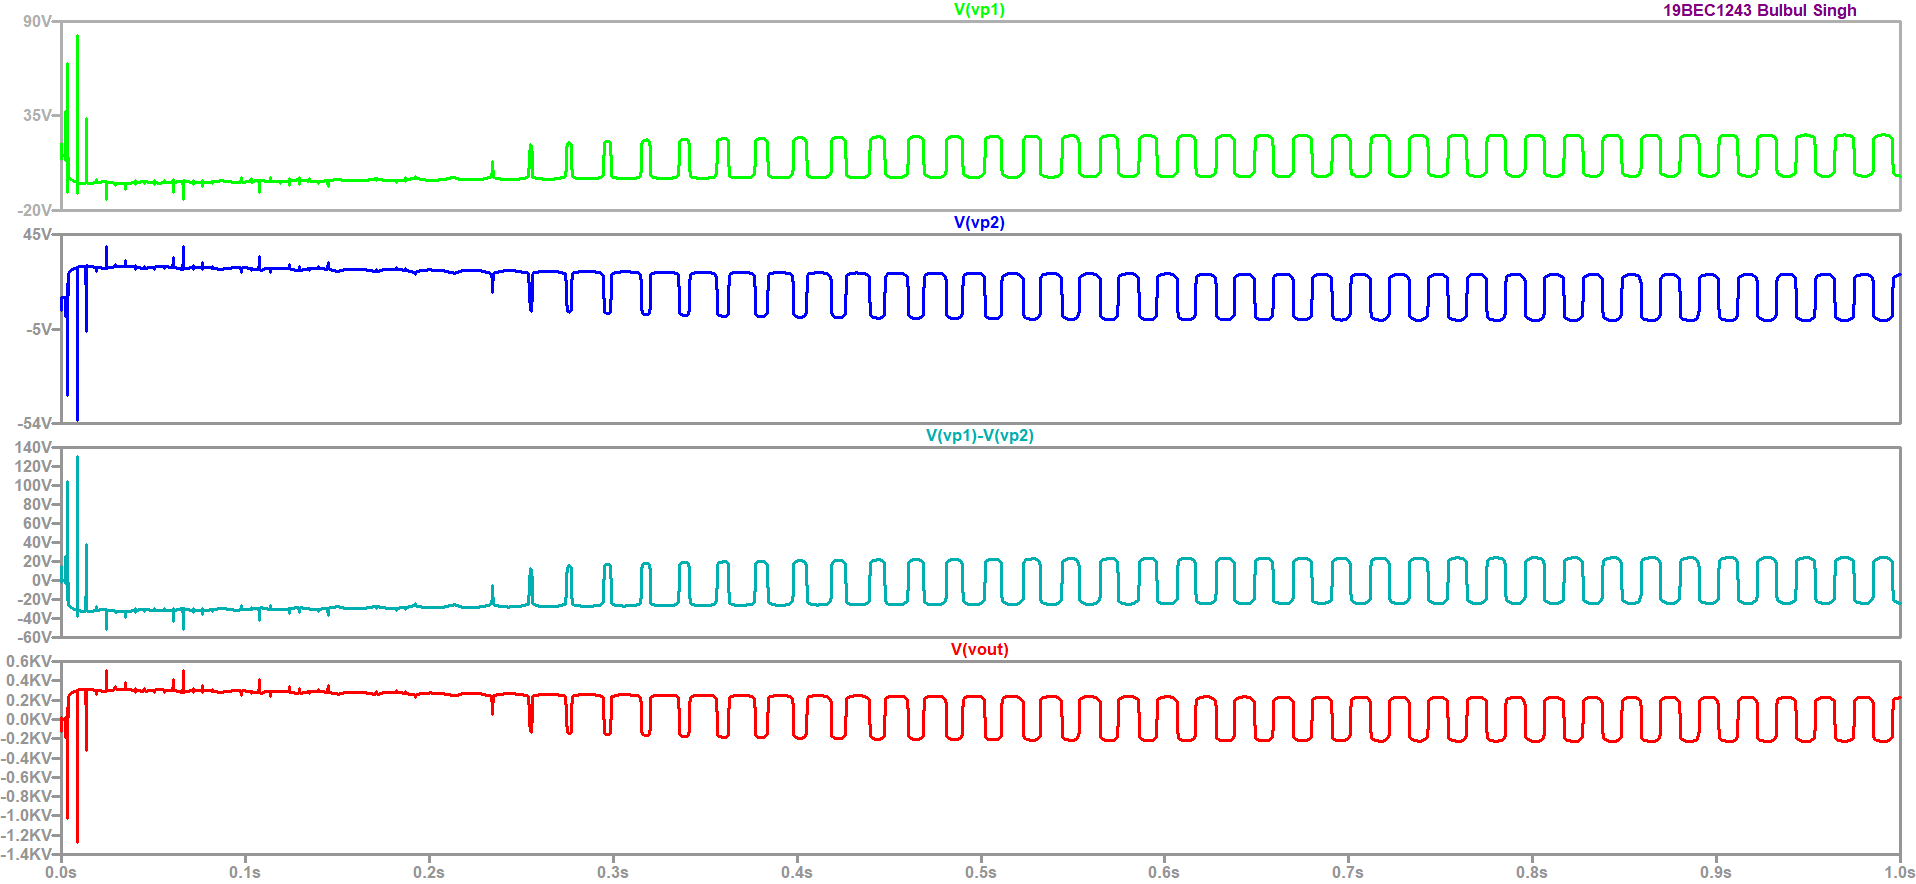 V(vp1)
19BEC1243 Bulbul Singh
90V
35V
-20V
V(vp2)
45V
-5V
-54V
V(vp1)-V(vp2)
140V
120V
100V
80V
60V
40V
20V
0V
-20V
-40V
-60V
V(vout)
0.6KV
0.4KV
0.2KV
0.0KV
-0.2KV
-0.4KV
-0.6KV
-0.8KV
-1.0KV
-1.2KV
-1.4KV
0.0s 0.1s 0.2s 0.3s 0.4s 0.5s 0.6s 0.7s 0.8s 0.9s 1.0s